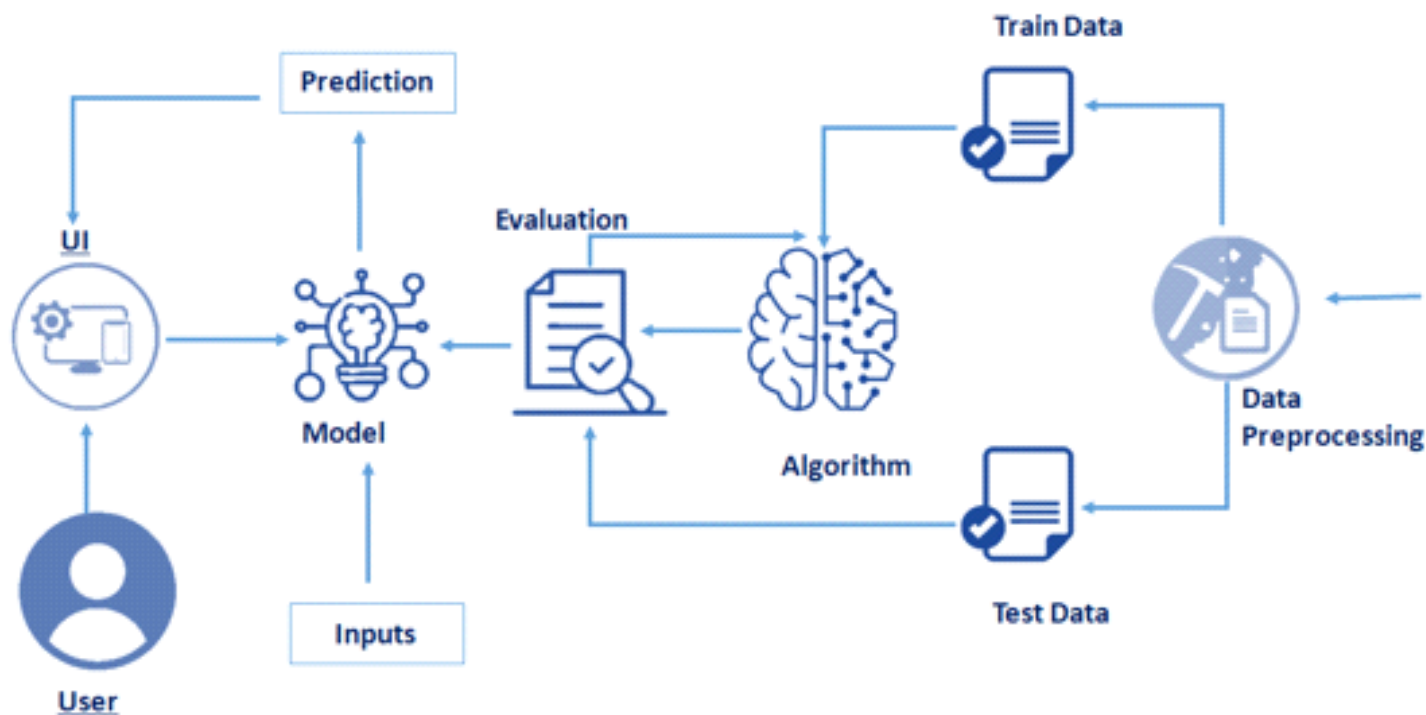 Train Data
Prediction
Evaluation
UI
Data
Preprocessing
Model
Algorithm
Test Data
Inputs
User